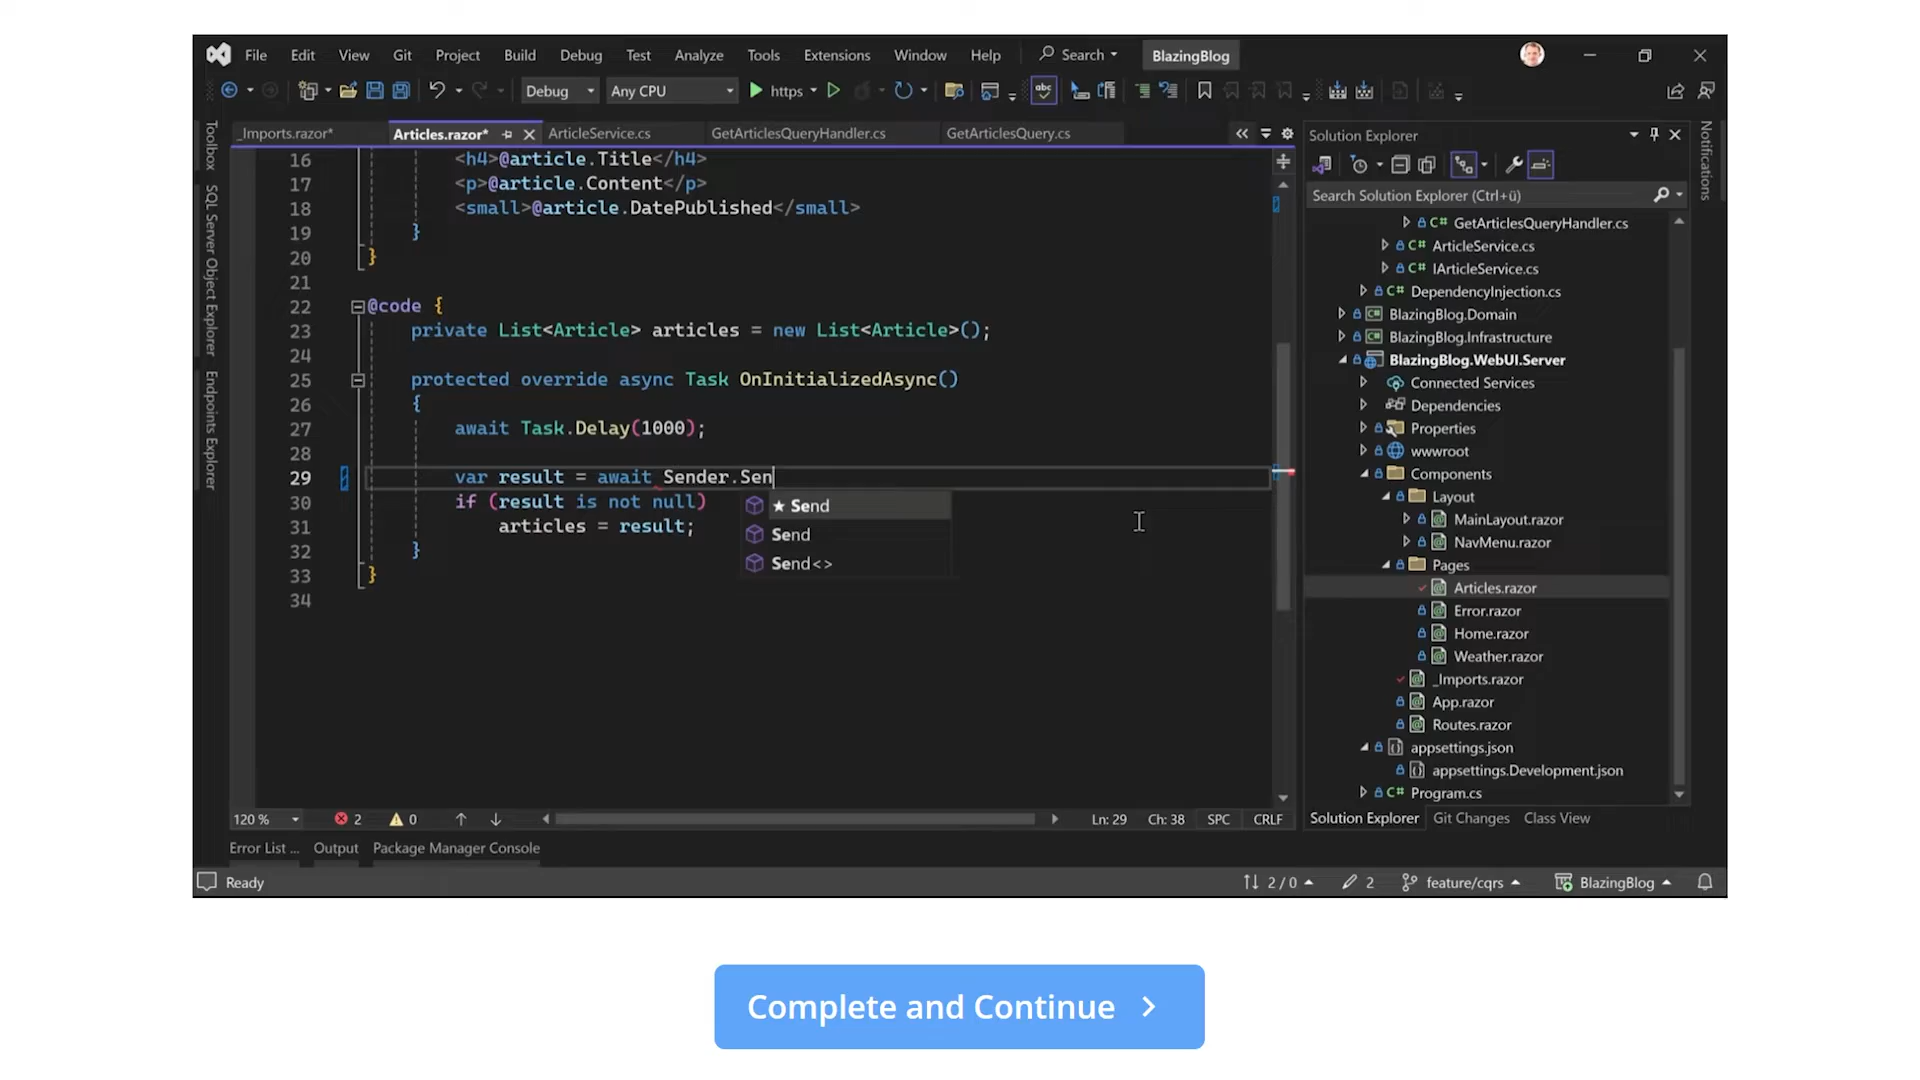 File Edit View Git Project Build Debug Test Analyze Tools Extensions Window Help Search BlazingBlog
Debug Any CPU https abc
_Imports.razor* Articles.razor* ArticleService.cs GetArticlesQueryHandler.cs GetArticlesQuery.cs
Toolbox
SQL Server Object Explorer
Endpoints Explorer
16 <h4>@article.Title</h4>
17 <p>@article.Content</p>
18 <small>@article.DatePublished</small>
19 }
20 }
21
22 @code {
23 private List<Article> articles = new List<Article>();
24
25 protected override async Task OnInitializedAsync()
26 {
27 await Task.Delay(1000);
28
29 var result = await Sender.Sen
30 if (result is not null)
31 articles = result;
32 }
33 }
34
★ Send
Send
Send<>
120 % 2 0 Ln: 29 Ch: 38 SPC CRLF
Error List ... Output Package Manager Console
Solution Explorer
Search Solution Explorer (Ctrl+ü)
C# GetArticlesQueryHandler.cs
C# ArticleService.cs
C# IArticleService.cs
C# DependencyInjection.cs
C# BlazingBlog.Domain
C# BlazingBlog.Infrastructure
BlazingBlog.WebUI.Server
Connected Services
Dependencies
Properties
wwwroot
Components
Layout
MainLayout.razor
NavMenu.razor
Pages
Articles.razor
Error.razor
Home.razor
Weather.razor
_Imports.razor
App.razor
Routes.razor
appsettings.json
appsettings.Development.json
C# Program.cs
Solution Explorer Git Changes Class View
Notifications
Ready 2 / 0 2 feature/cqrs BlazingBlog
Complete and Continue